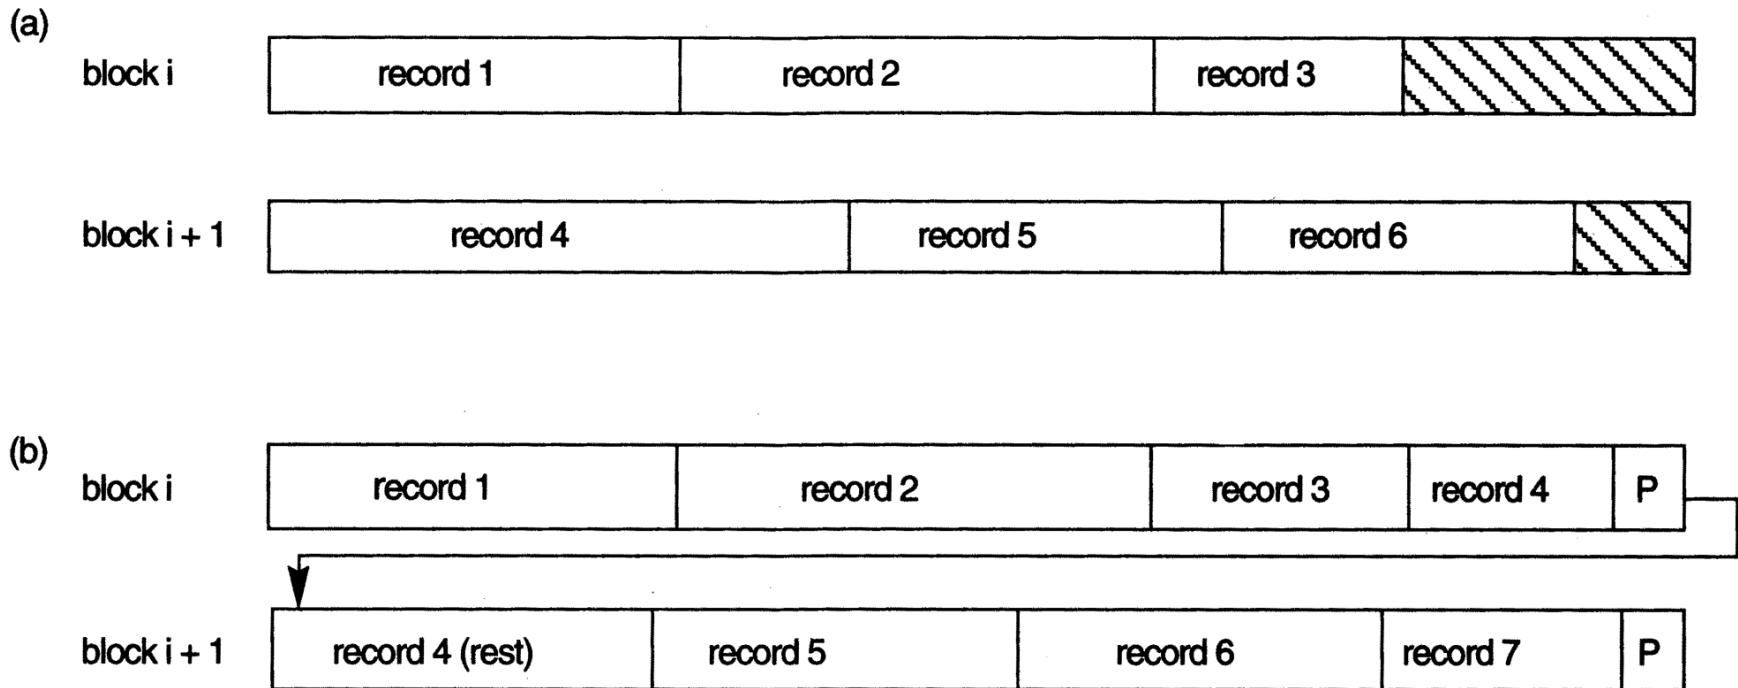 (a)
block i record 1 record 2 record 3
block i + 1 record 4 record 5 record 6
(b)
block i record 1 record 2 record 3 record 4 P
block i + 1 record 4 (rest) record 5 record 6 record 7 P